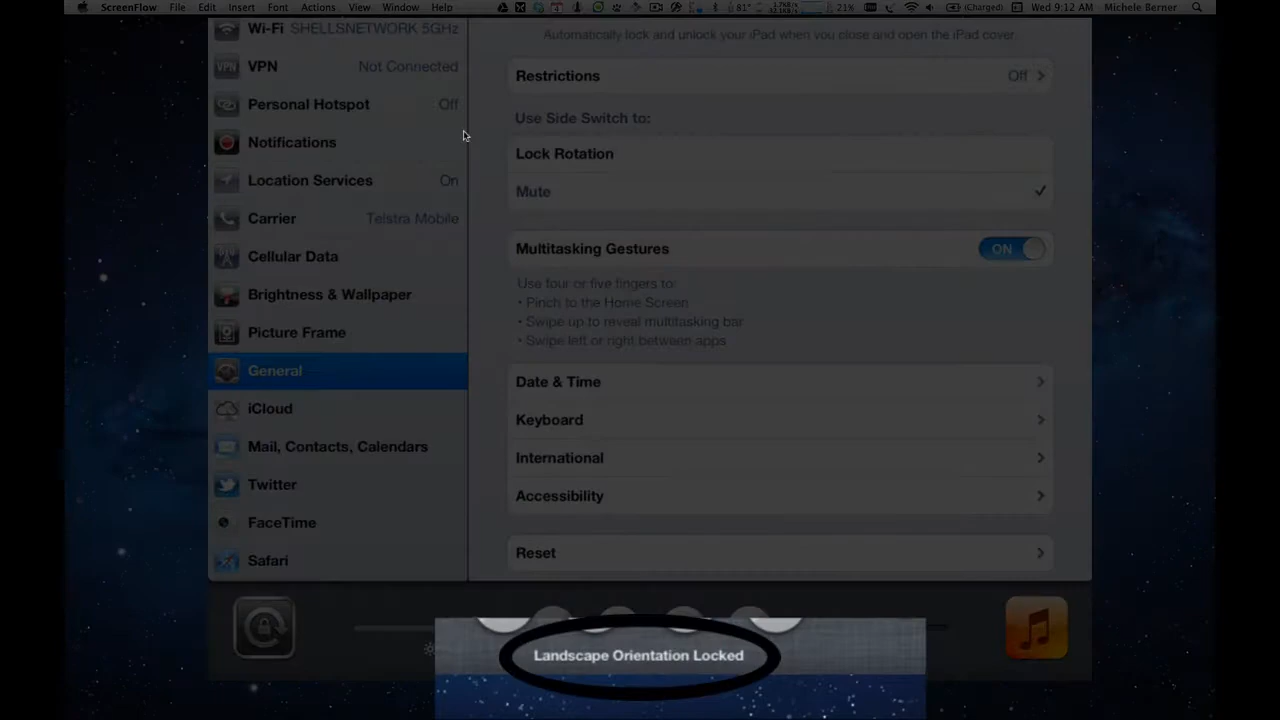 ScreenFlow File Edit Insert Font Actions View Window Help 81° 21% (Charged) Wed 9:12 AM Michele Berner
Wi-Fi SHELLSNETWORK 5GHz
VPN VPN Not Connected
Personal Hotspot Off
Notifications
Location Services On
Carrier Telstra Mobile
Cellular Data
Brightness & Wallpaper
Picture Frame
General
iCloud
Mail, Contacts, Calendars
Twitter
FaceTime
Safari
Automatically lock and unlock your iPad when you close and open the iPad cover.
Restrictions Off
Use Side Switch to:
Lock Rotation
Mute
Multitasking Gestures ON
Use four or five fingers to:
• Pinch to the Home Screen
• Swipe up to reveal multitasking bar
• Swipe left or right between apps
Date & Time
Keyboard
International
Accessibility
Reset
Landscape Orientation Locked